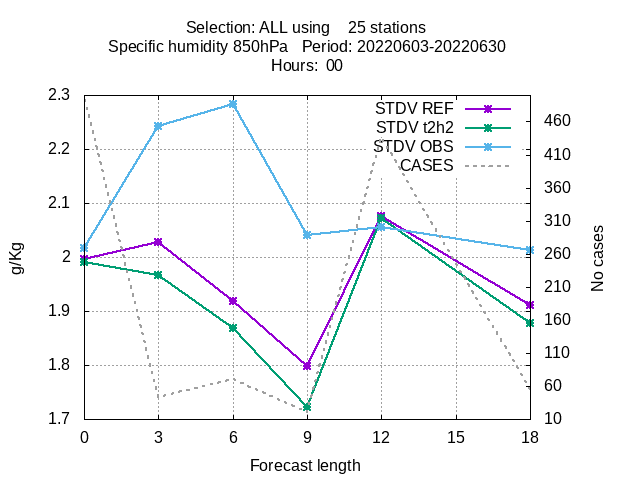 Selection: ALL using 25 stations
Specific humidity 850hPa Period: 20220603-20220630
Hours: 00
2.3
2.2
2.1
2
1.9
1.8
1.7
g/Kg
STDV REF
STDV t2h2
STDV OBS
CASES
460
410
360
310
260
210
160
110
60
10
No cases
0 3 6 9 12 15 18
Forecast length